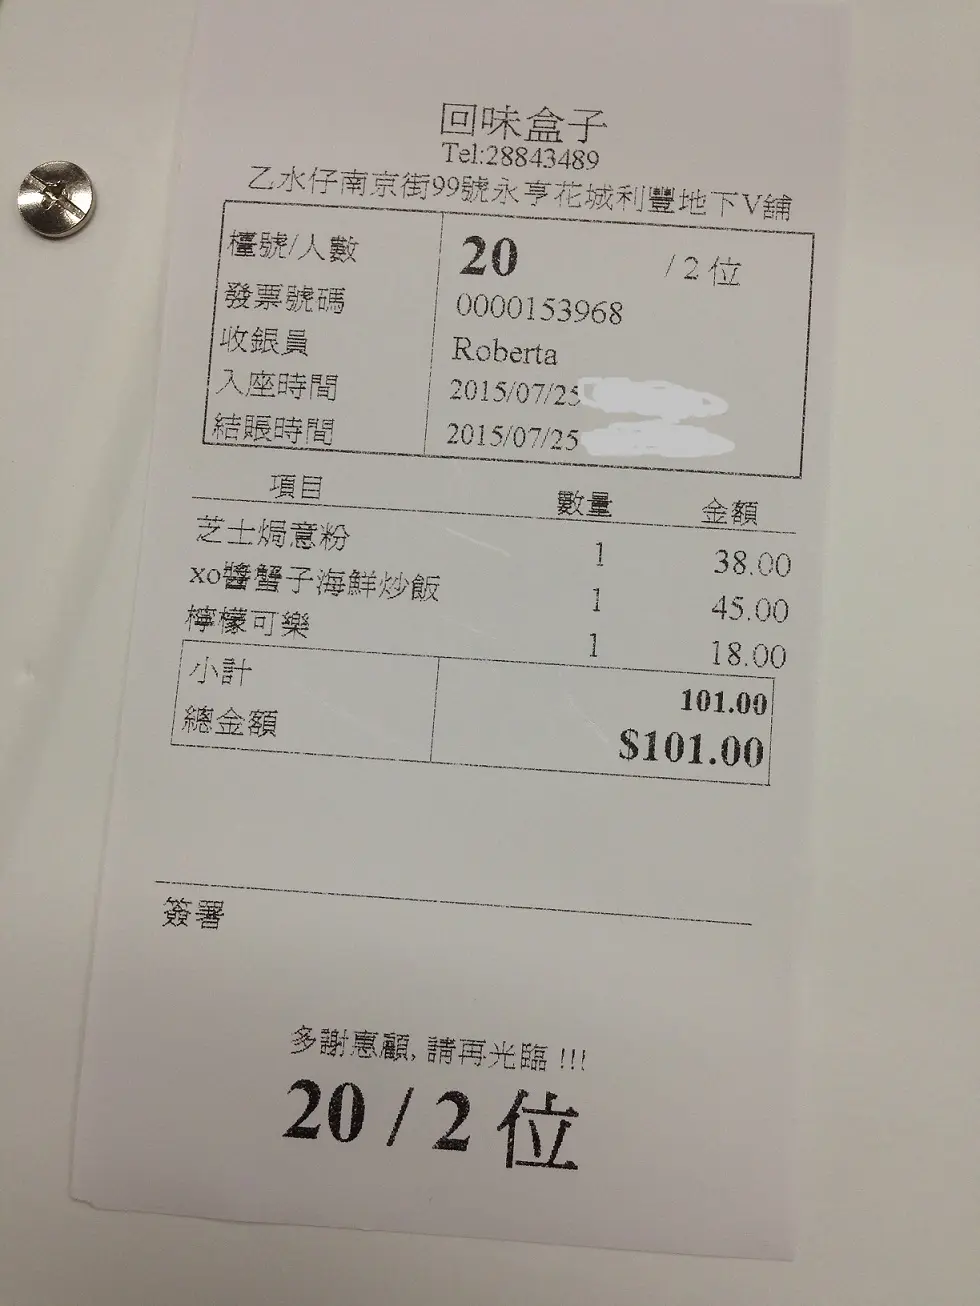 回味盒子
Tel:28843489
乙水仔南京街99號永亨花城利豐地下V舖
檯號/人數 20 / 2 位
發票號碼 0000153968
收銀員 Roberta
入座時間 2015/07/25
結賬時間 2015/07/25
項目 數量 金額
芝士焗意粉 1 38.00
xo醬蟹子海鮮炒飯 1 45.00
檸檬可樂 1 18.00
小計 101.00
總金額 $101.00
簽署
多謝惠顧, 請再光臨 !!!
20 / 2 位